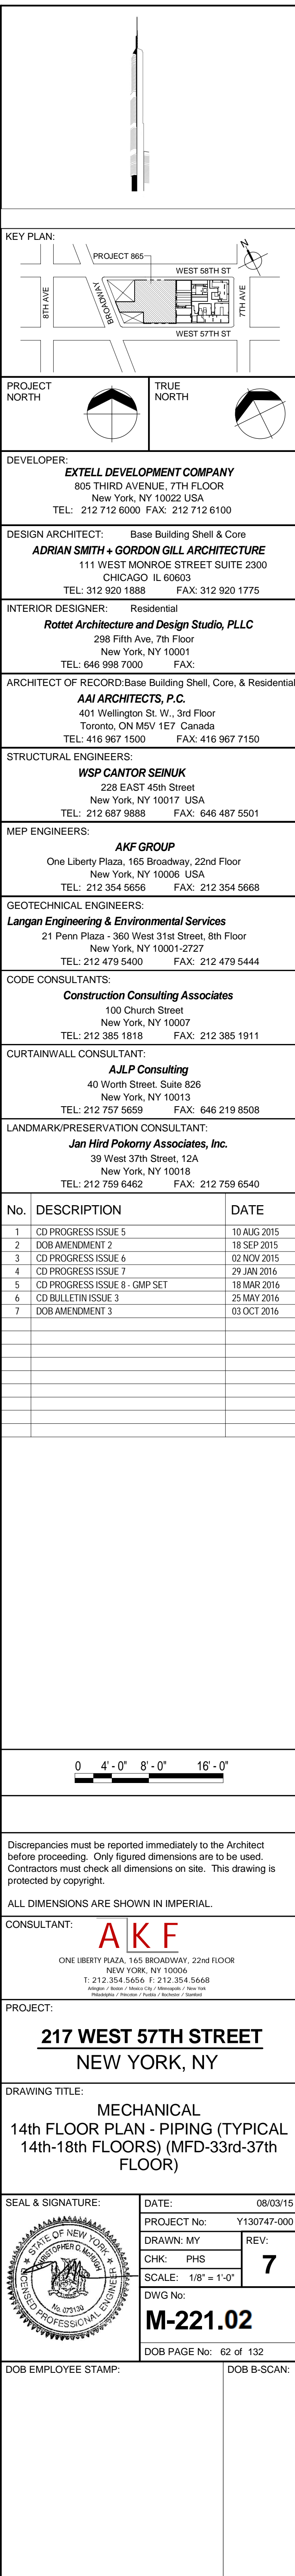 KEY PLAN:
N
PROJECT 865
WEST 58TH ST
8TH AVE
BROADWAY
7TH AVE
WEST 57TH ST
PROJECT NORTH
TRUE NORTH
DEVELOPER:
EXTELL DEVELOPMENT COMPANY
805 THIRD AVENUE, 7TH FLOOR
New York, NY 10022 USA
TEL: 212 712 6000 FAX: 212 712 6100
DESIGN ARCHITECT: Base Building Shell & Core
ADRIAN SMITH + GORDON GILL ARCHITECTURE
111 WEST MONROE STREET SUITE 2300
CHICAGO IL 60603
TEL: 312 920 1888 FAX: 312 920 1775
INTERIOR DESIGNER: Residential
Rottet Architecture and Design Studio, PLLC
298 Fifth Ave, 7th Floor
New York, NY 10001
TEL: 646 998 7000 FAX:
ARCHITECT OF RECORD:Base Building Shell, Core, & Residential
AAI ARCHITECTS, P.C.
401 Wellington St. W., 3rd Floor
Toronto, ON M5V 1E7 Canada
TEL: 416 967 1500 FAX: 416 967 7150
STRUCTURAL ENGINEERS:
WSP CANTOR SEINUK
228 EAST 45th Street
New York, NY 10017 USA
TEL: 212 687 9888 FAX: 646 487 5501
MEP ENGINEERS:
AKF GROUP
One Liberty Plaza, 165 Broadway, 22nd Floor
New York, NY 10006 USA
TEL: 212 354 5656 FAX: 212 354 5668
GEOTECHNICAL ENGINEERS:
Langan Engineering & Environmental Services
21 Penn Plaza - 360 West 31st Street, 8th Floor
New York, NY 10001-2727
TEL: 212 479 5400 FAX: 212 479 5444
CODE CONSULTANTS:
Construction Consulting Associates
100 Church Street
New York, NY 10007
TEL: 212 385 1818 FAX: 212 385 1911
CURTAINWALL CONSULTANT:
AJLP Consulting
40 Worth Street. Suite 826
New York, NY 10013
TEL: 212 757 5659 FAX: 646 219 8508
LANDMARK/PRESERVATION CONSULTANT:
Jan Hird Pokorny Associates, Inc.
39 West 37th Street, 12A
New York, NY 10018
TEL: 212 759 6462 FAX: 212 759 6540
No. DESCRIPTION DATE
1 CD PROGRESS ISSUE 5 10 AUG 2015
2 DOB AMENDMENT 2 18 SEP 2015
3 CD PROGRESS ISSUE 6 02 NOV 2015
4 CD PROGRESS ISSUE 7 29 JAN 2016
5 CD PROGRESS ISSUE 8 - GMP SET 18 MAR 2016
6 CD BULLETIN ISSUE 3 25 MAY 2016
7 DOB AMENDMENT 3 03 OCT 2016
0 4' - 0" 8' - 0" 16' - 0"
Discrepancies must be reported immediately to the Architect
before proceeding. Only figured dimensions are to be used.
Contractors must check all dimensions on site. This drawing is
protected by copyright.
ALL DIMENSIONS ARE SHOWN IN IMPERIAL.
CONSULTANT:
AKF
ONE LIBERTY PLAZA, 165 BROADWAY, 22nd FLOOR
NEW YORK, NY 10006
T: 212.354.5656 F: 212.354.5668
Arlington / Boston / Mexico City / Minneapolis / New York
Philadelphia / Princeton / Puebla / Rochester / Stamford
PROJECT:
217 WEST 57TH STREET
NEW YORK, NY
DRAWING TITLE:
MECHANICAL
14th FLOOR PLAN - PIPING (TYPICAL
14th-18th FLOORS) (MFD-33rd-37th
FLOOR)
SEAL & SIGNATURE:
STATE OF NEW YORK
No. 073130
LICENSED PROFESSIONAL ENGINEER
DATE: 08/03/15
PROJECT No: Y130747-000
DRAWN: MY
REV:
CHK: PHS
7
SCALE: 1/8" = 1'-0"
DWG No:
M-221.02
DOB PAGE No: 62 of 132
DOB EMPLOYEE STAMP:
DOB B-SCAN: